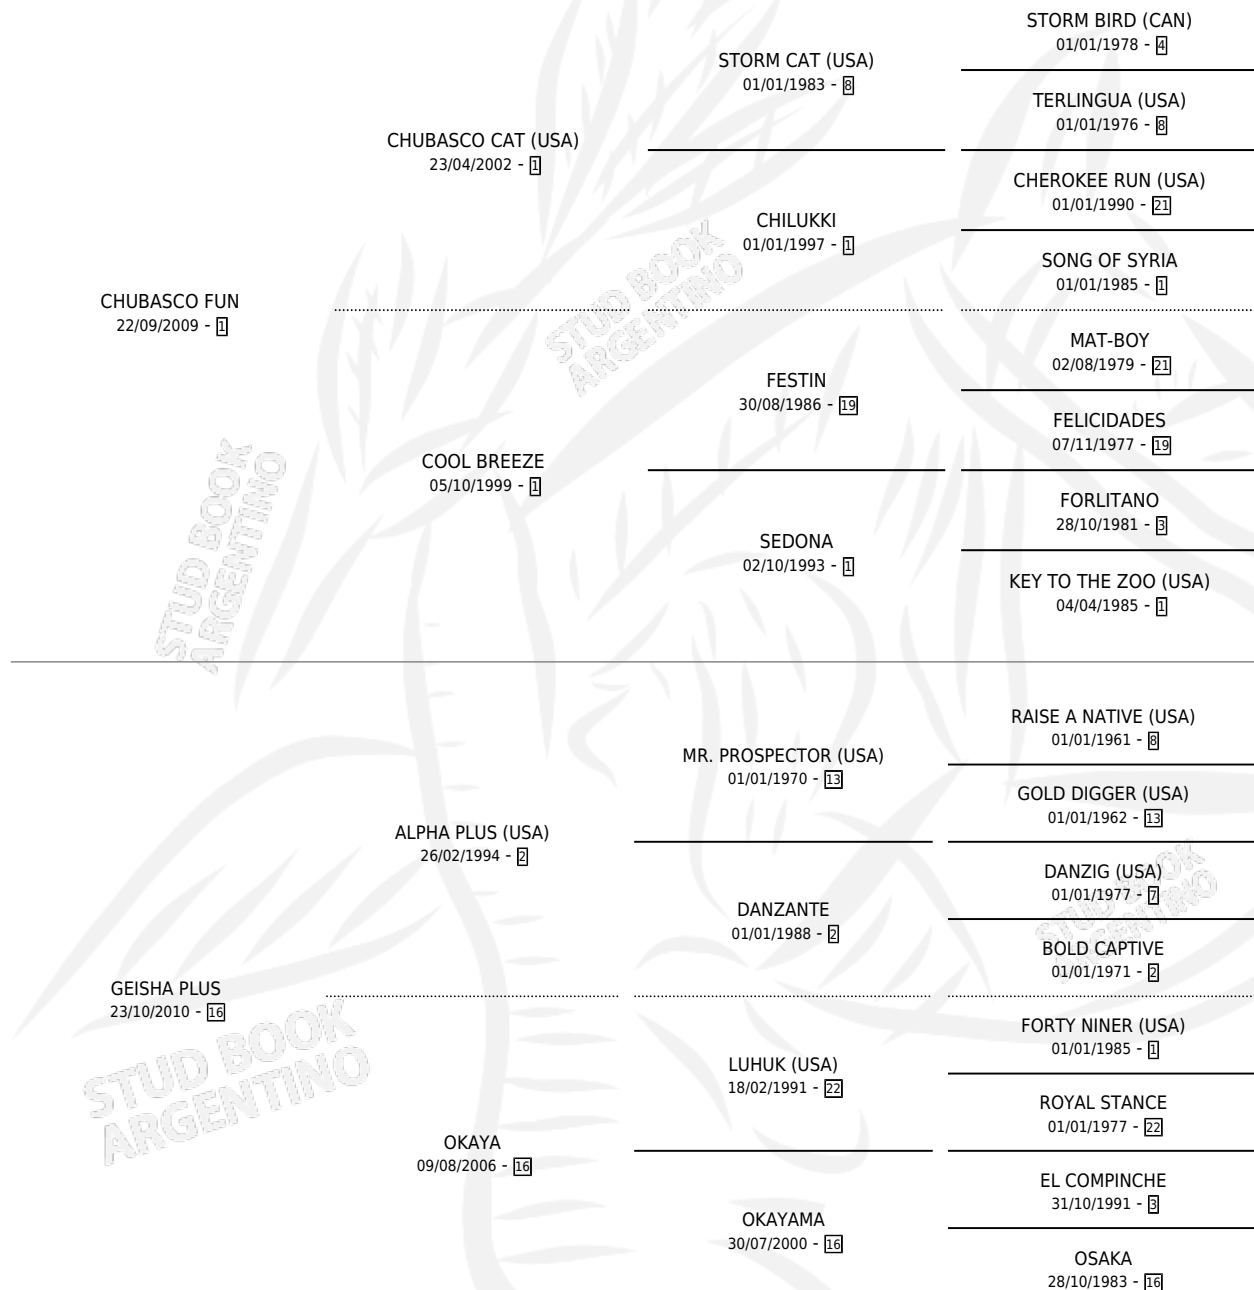 STORM BIRD (CAN)
01/01/1978 - 4
STORM CAT (USA)
01/01/1983 - 8
TERLINGUA (USA)
01/01/1976 - 8
CHUBASCO CAT (USA)
23/04/2002 - 1
CHEROKEE RUN (USA)
01/01/1990 - 21
CHILUKKI
01/01/1997 - 1
SONG OF SYRIA
01/01/1985 - 1
CHUBASCO FUN
22/09/2009 - 1
MAT-BOY
02/08/1979 - 21
FESTIN
30/08/1986 - 19
FELICIDADES
07/11/1977 - 19
COOL BREEZE
05/10/1999 - 1
FORLITANO
28/10/1981 - 3
SEDONA
02/10/1993 - 1
KEY TO THE ZOO (USA)
04/04/1985 - 1
RAISE A NATIVE (USA)
01/01/1961 - 8
MR. PROSPECTOR (USA)
01/01/1970 - 13
GOLD DIGGER (USA)
01/01/1962 - 13
ALPHA PLUS (USA)
26/02/1994 - 2
DANZIG (USA)
01/01/1977 - 7
DANZANTE
01/01/1988 - 2
BOLD CAPTIVE
01/01/1971 - 2
GEISHA PLUS
23/10/2010 - 16
FORTY NINER (USA)
01/01/1985 - 1
LUHUK (USA)
18/02/1991 - 22
ROYAL STANCE
01/01/1977 - 22
OKAYA
09/08/2006 - 16
EL COMPINCHE
31/10/1991 - 3
OKAYAMA
30/07/2000 - 16
OSAKA
28/10/1983 - 16
STUD BOOK
ARGENTINO
STUD BOOK
ARGENTINO
STUD BOOK
ARGENTINO
STUD BOOK
ARGENTINO